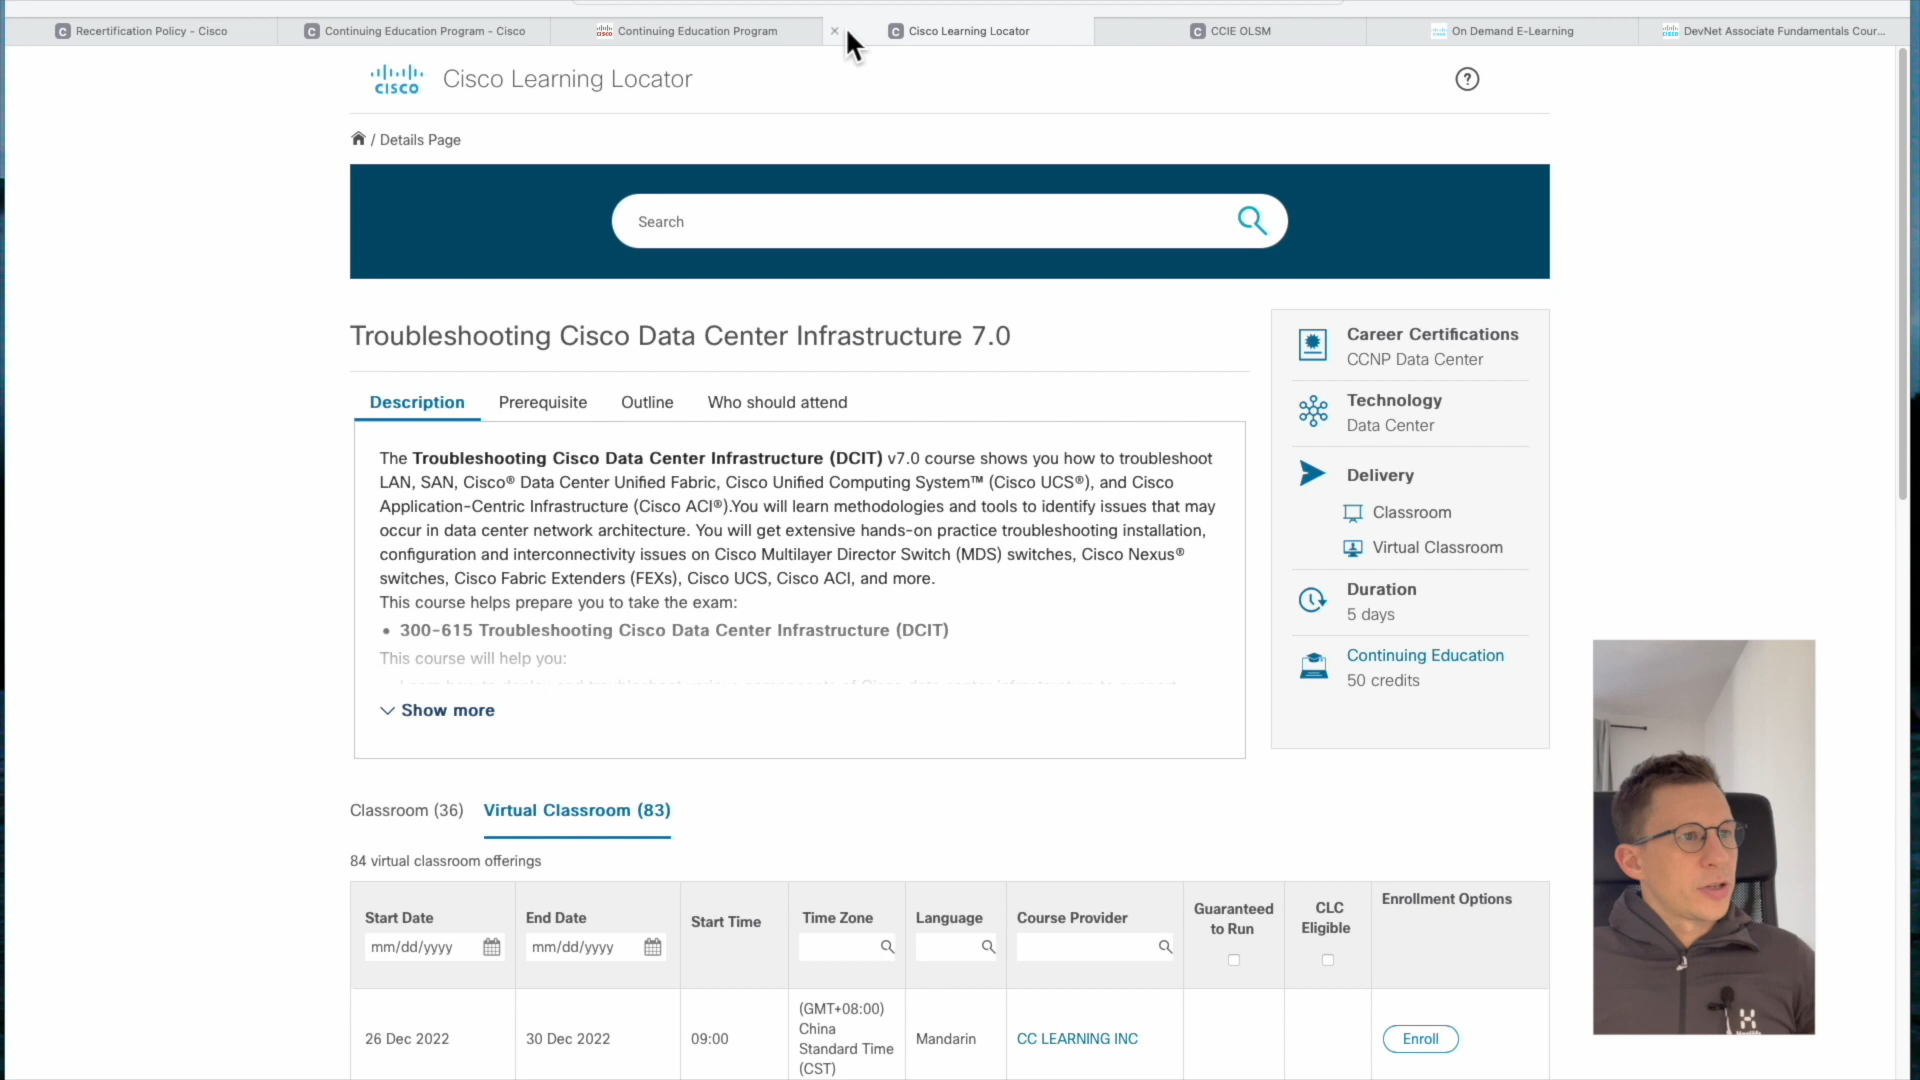 Recertification Policy - Cisco
Continuing Education Program - Cisco
Continuing Education Program
Cisco Learning Locator
CCIE OLSM
On Demand E-Learning
DevNet Associate Fundamentals Cour...
CISCO
Cisco Learning Locator
?
/ Details Page
Search
Troubleshooting Cisco Data Center Infrastructure 7.0
Description
Prerequisite
Outline
Who should attend
The Troubleshooting Cisco Data Center Infrastructure (DCIT) v7.0 course shows you how to troubleshoot
LAN, SAN, Cisco® Data Center Unified Fabric, Cisco Unified Computing System™ (Cisco UCS®), and Cisco
Application-Centric Infrastructure (Cisco ACI®).You will learn methodologies and tools to identify issues that may
occur in data center network architecture. You will get extensive hands-on practice troubleshooting installation,
configuration and interconnectivity issues on Cisco Multilayer Director Switch (MDS) switches, Cisco Nexus®
switches, Cisco Fabric Extenders (FEXs), Cisco UCS, Cisco ACI, and more.
This course helps prepare you to take the exam:
• 300-615 Troubleshooting Cisco Data Center Infrastructure (DCIT)
This course will help you:
Show more
Career Certifications
CCNP Data Center
Technology
Data Center
Delivery
Classroom
Virtual Classroom
Duration
5 days
Continuing Education
50 credits
Classroom (36)
Virtual Classroom (83)
84 virtual classroom offerings
Start Date
mm/dd/yyyy
End Date
mm/dd/yyyy
Start Time
Time Zone
Language
Course Provider
Guaranteed
to Run
CLC
Eligible
Enrollment Options
26 Dec 2022
30 Dec 2022
09:00
(GMT+08:00)
China
Standard Time
(CST)
Mandarin
CC LEARNING INC
Enroll